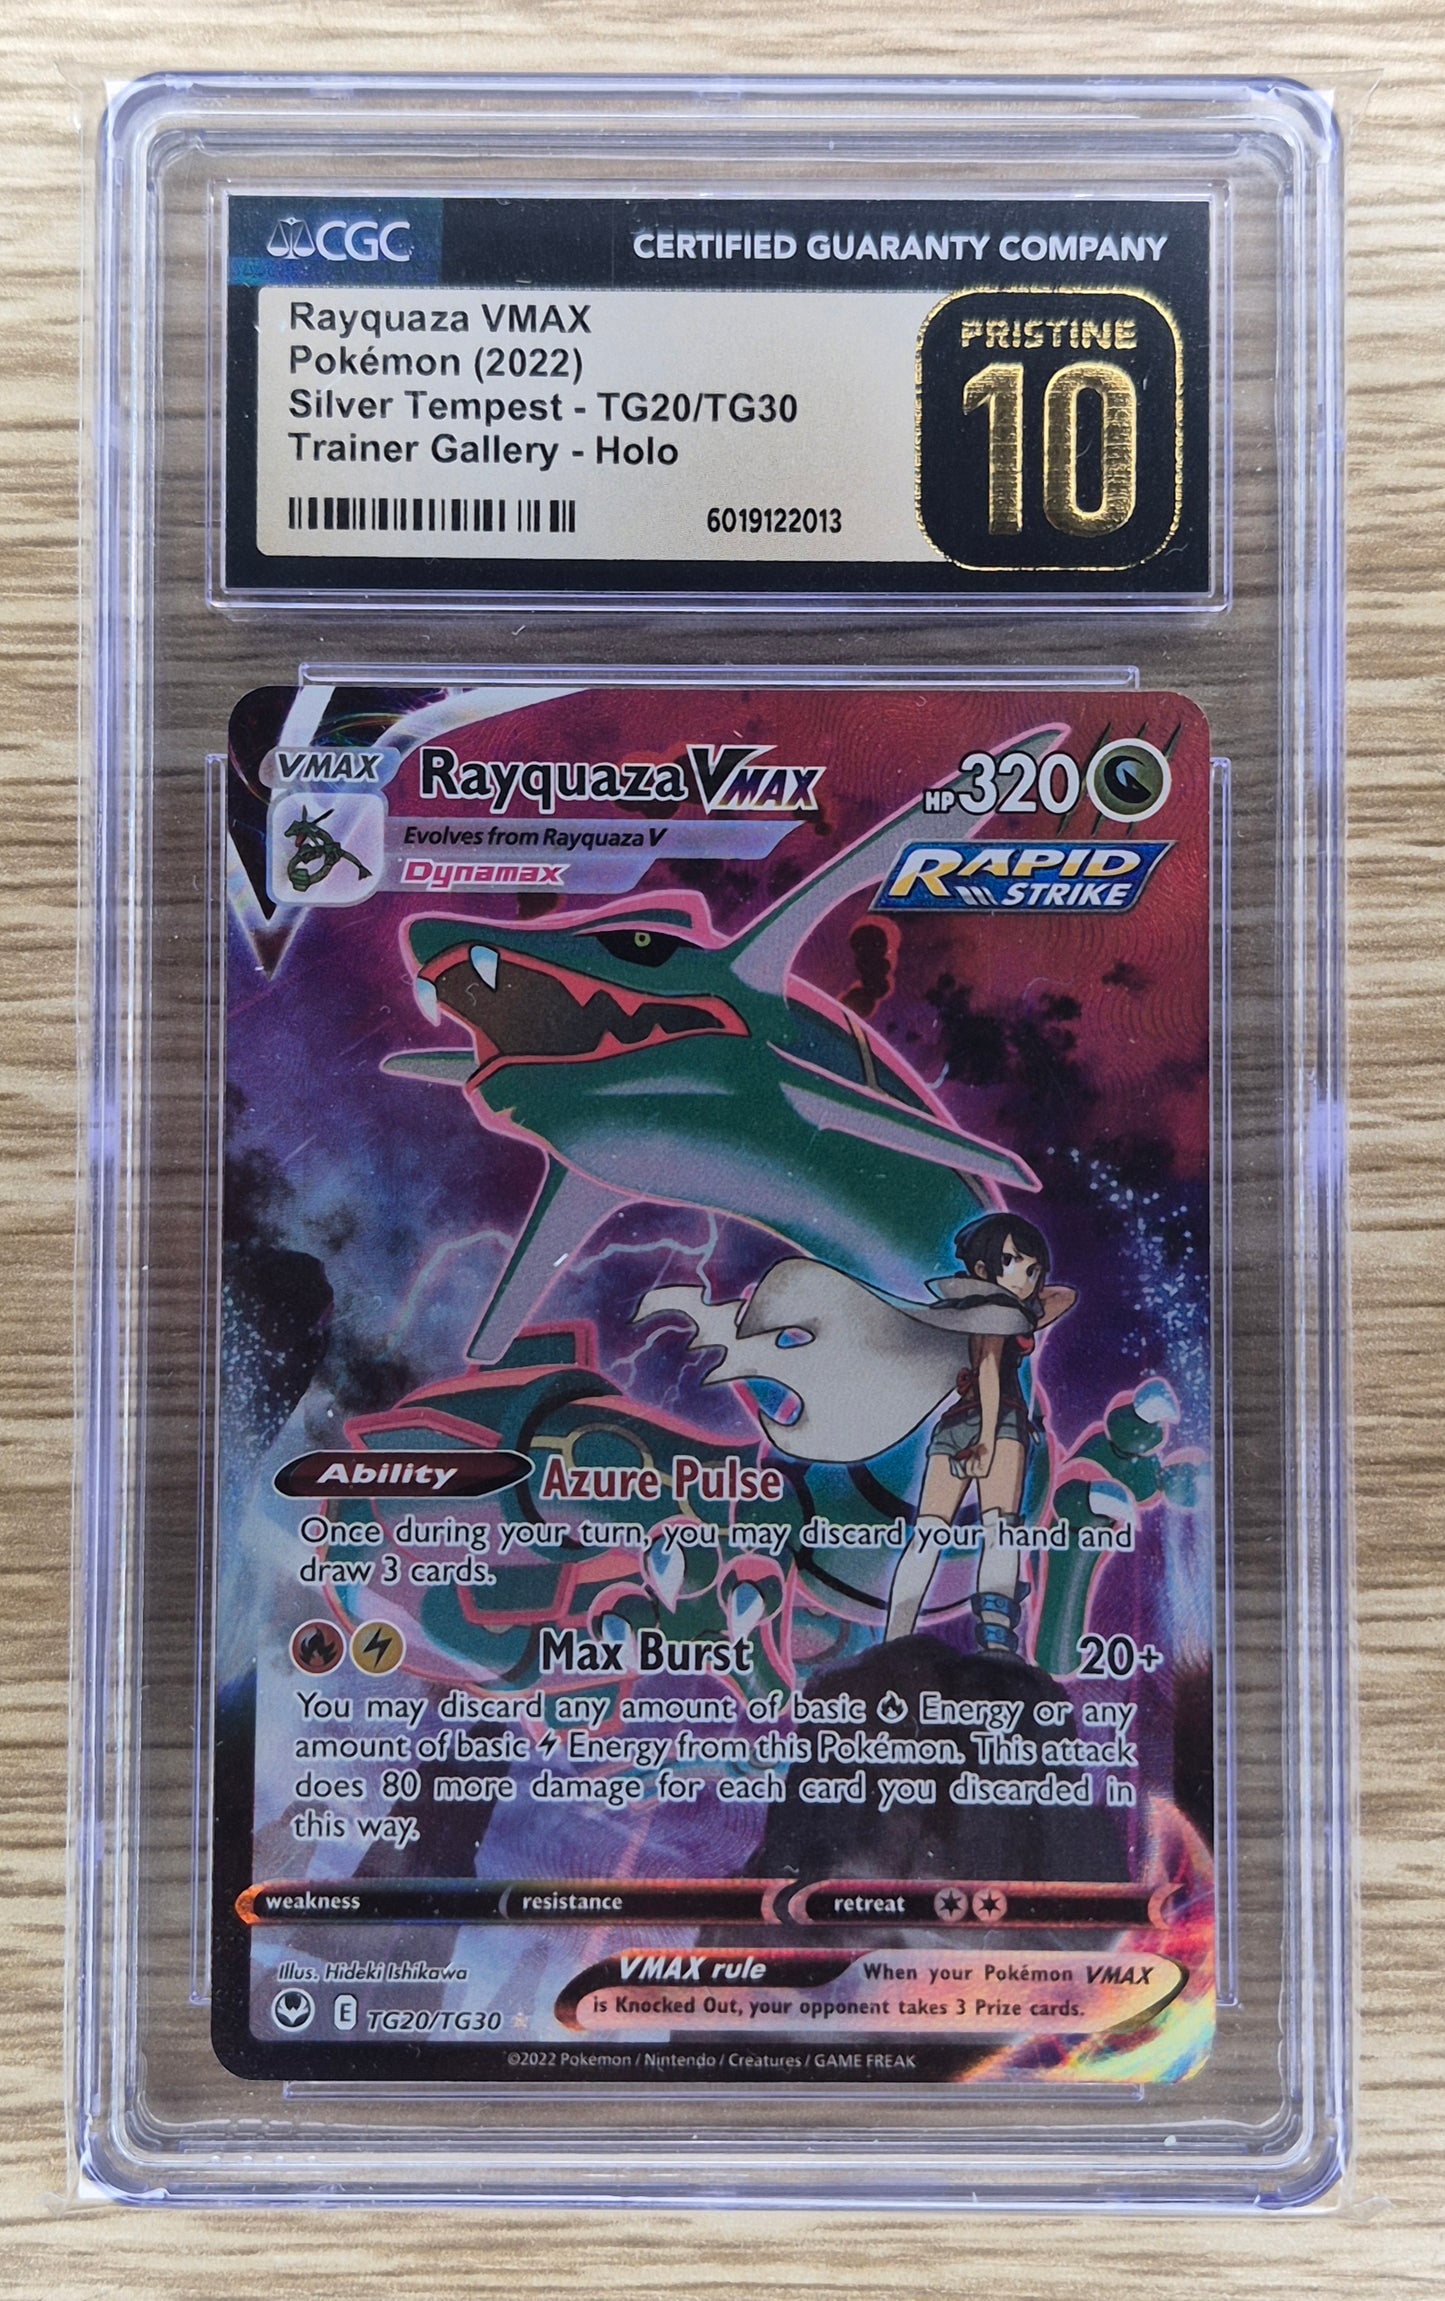 CGC
CERTIFIED GUARANTY COMPANY
Rayquaza VMAX
Pokémon (2022)
Silver Tempest - TG20/TG30
Trainer Gallery - Holo
6019122013
PRISTINE
10
VMAX
Rayquaza VMAX
HP 320
Evolves from Rayquaza V
Dynamax
RAPID
STRIKE
Ability Azure Pulse
Once during your turn, you may discard your hand and
draw 3 cards.
Max Burst 20+
You may discard any amount of basic Energy or any
amount of basic Energy from this Pokémon. This attack
does 80 more damage for each card you discarded in
this way.
weakness resistance retreat
Illus. Hideki Ishikawa
VMAX rule When your Pokémon VMAX
is Knocked Out, your opponent takes 3 Prize cards.
E TG20/TG30
©2022 Pokémon / Nintendo / Creatures / GAME FREAK